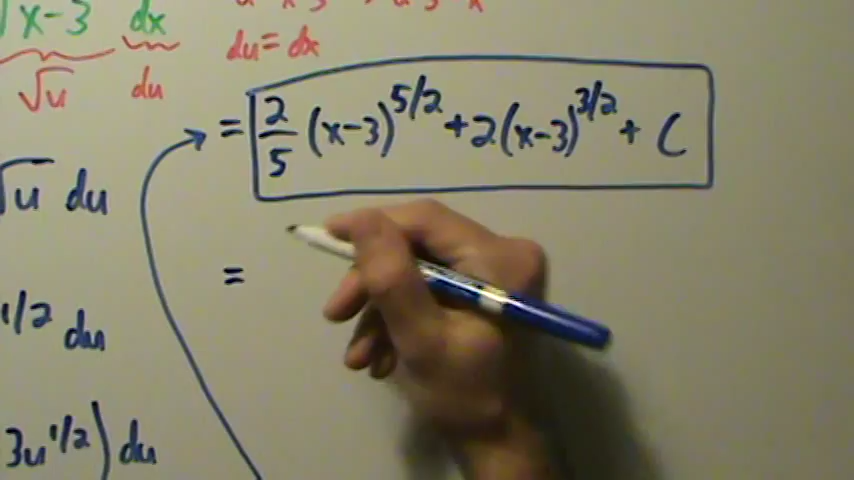 √x-3 dx
du = dx
√u du
= 2/5 (x-3)^5/2 + 2(x-3)^3/2 + C
√u du
=
1/2 du
3u^1/2) du